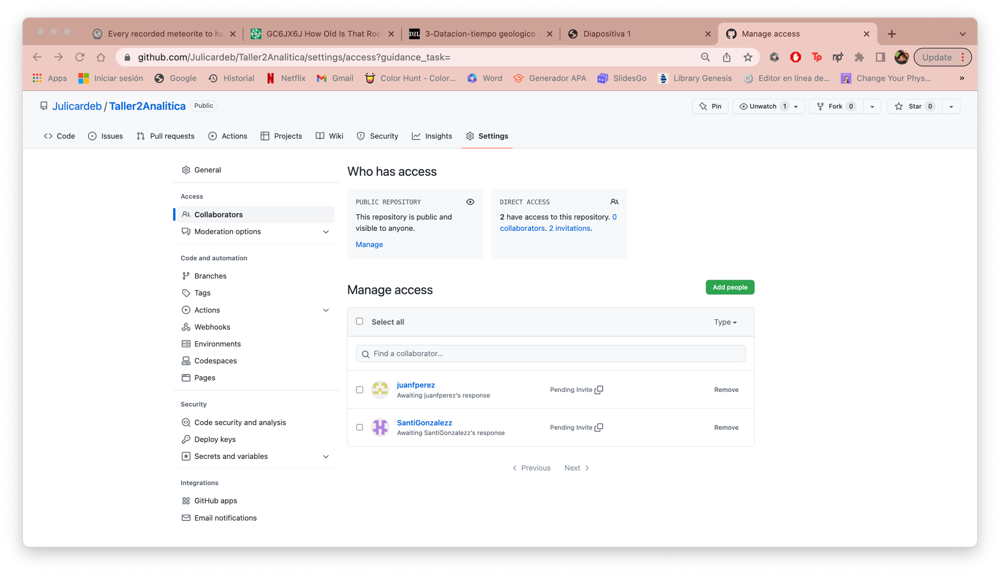 Every recorded meteorite to ha
GC6JX6J How Old Is That Roc
D2L 3-Datacion-tiempo geologico -
Diapositiva 1
Manage access
github.com/Julicardeb/Taller2Analitica/settings/access?guidance_task=
Tp
np
Update
Apps
Iniciar sesión
Google
Historial
Netflix
Gmail
Color Hunt - Color...
Word
Generador APA
SlidesGo
Library Genesis
Editor en línea de...
Change Your Phys...
»
Julicardeb / Taller2Analitica Public
Pin
Unwatch 1
Fork 0
Star 0
Code
Issues
Pull requests
Actions
Projects
Wiki
Security
Insights
Settings
General
Access
Collaborators
Moderation options
Code and automation
Branches
Tags
Actions
Webhooks
Environments
Codespaces
Pages
Security
Code security and analysis
Deploy keys
Secrets and variables
Integrations
GitHub apps
Email notifications
Who has access
PUBLIC REPOSITORY
This repository is public and
visible to anyone.
Manage
DIRECT ACCESS
2 have access to this repository. 0
collaborators. 2 invitations.
Manage access
Add people
Select all
Type
Find a collaborator...
juanfperez
Awaiting juanfperez's response
Pending Invite
Remove
SantiGonzalezz
Awaiting SantiGonzalezz's response
Pending Invite
Remove
Previous
Next